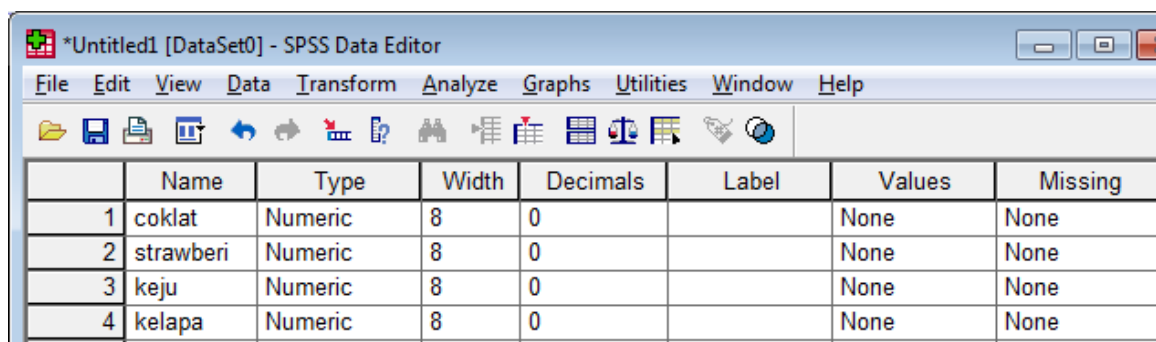 *Untitled1 [DataSet0] - SPSS Data Editor
File Edit View Data Transform Analyze Graphs Utilities Window Help
Name Type Width Decimals Label Values Missing
1 coklat Numeric 8 0 None None
2 strawberi Numeric 8 0 None None
3 keju Numeric 8 0 None None
4 kelapa Numeric 8 0 None None